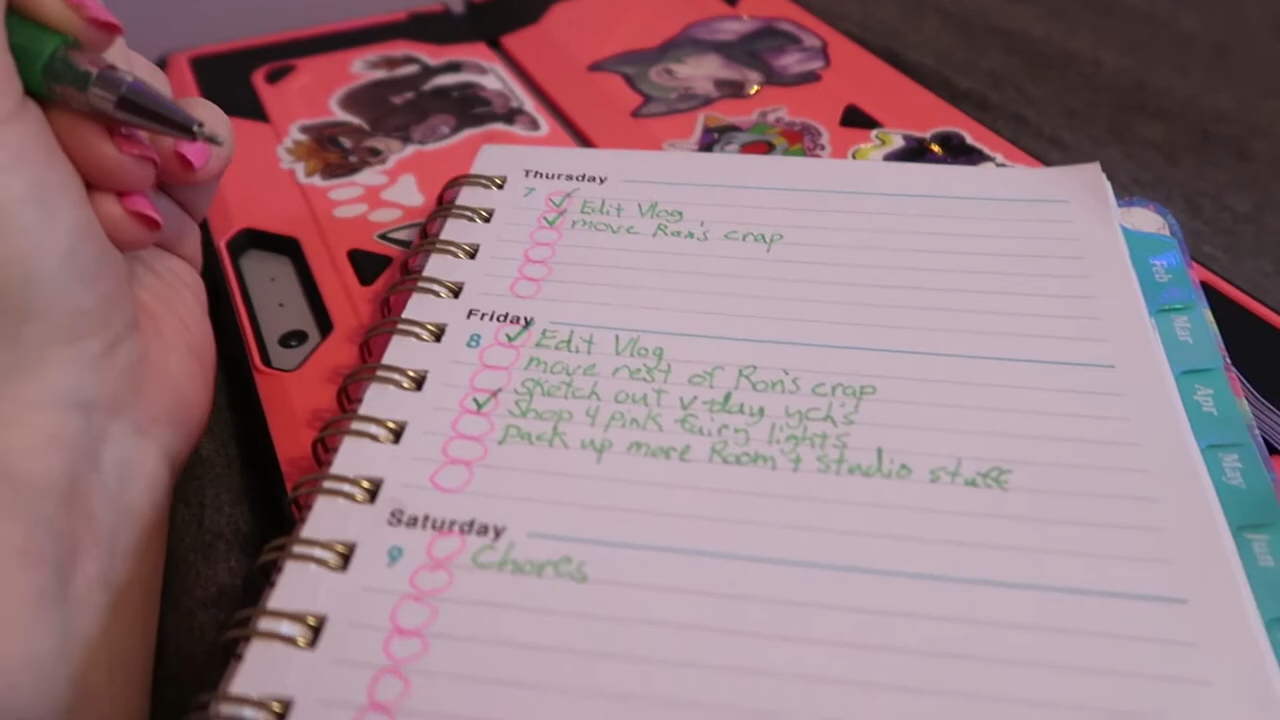 Thursday
7
✓ Edit Vlog
✓ move Ron's crap
Friday
8
✓ Edit Vlog
move rest of Ron's crap
sketch out v-day ych's
✓ Shop 4 pink fairy lights
pack up more Room + studio stuff
Saturday
9
Chores
Feb
Mar
Apr
May
Jun